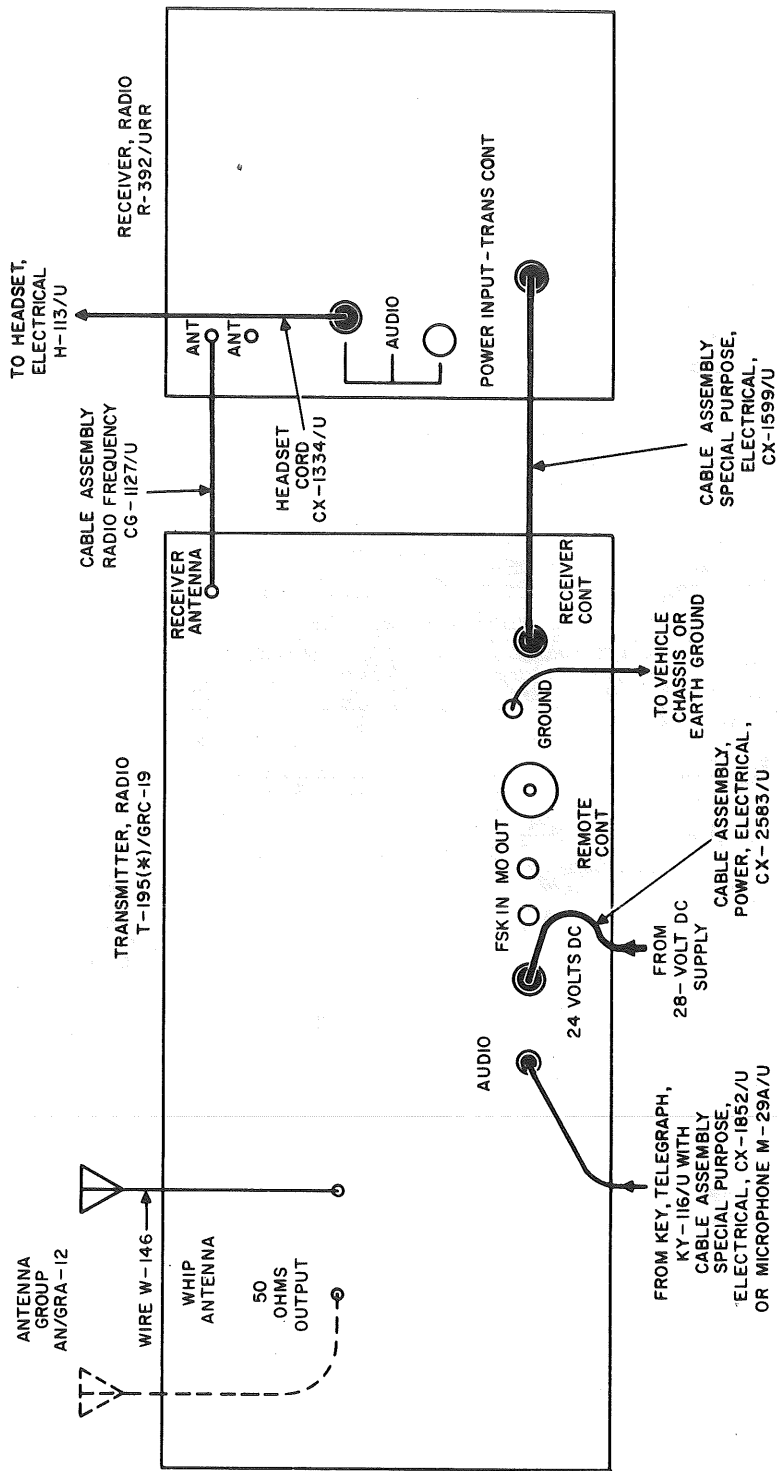 ANTENNA
GROUP
AN/GRA-12
WIRE W-146
WHIP
ANTENNA
50
OHMS
OUTPUT
TRANSMITTER, RADIO
T-195(*)/GRC-19
AUDIO
24 VOLTS DC
FSK IN
MO OUT
REMOTE
CONT
GROUND
RECEIVER
CONT
RECEIVER
ANTENNA
FROM KEY, TELEGRAPH,
KY-116/U WITH
CABLE ASSEMBLY
SPECIAL PURPOSE,
ELECTRICAL, CX-1852/U
OR MICROPHONE M-29A/U
FROM
28-VOLT DC
SUPPLY
CABLE ASSEMBLY,
POWER, ELECTRICAL,
CX-2583/U
TO VEHICLE
CHASSIS OR
EARTH GROUND
CABLE ASSEMBLY
RADIO FREQUENCY
CG-1127/U
HEADSET
CORD
CX-1334/U
TO HEADSET,
ELECTRICAL
H-113/U
RECEIVER, RADIO
R-392/URR
ANT
ANT
AUDIO
POWER INPUT-TRANS CONT
CABLE ASSEMBLY
SPECIAL PURPOSE,
ELECTRICAL,
CX-1599/U